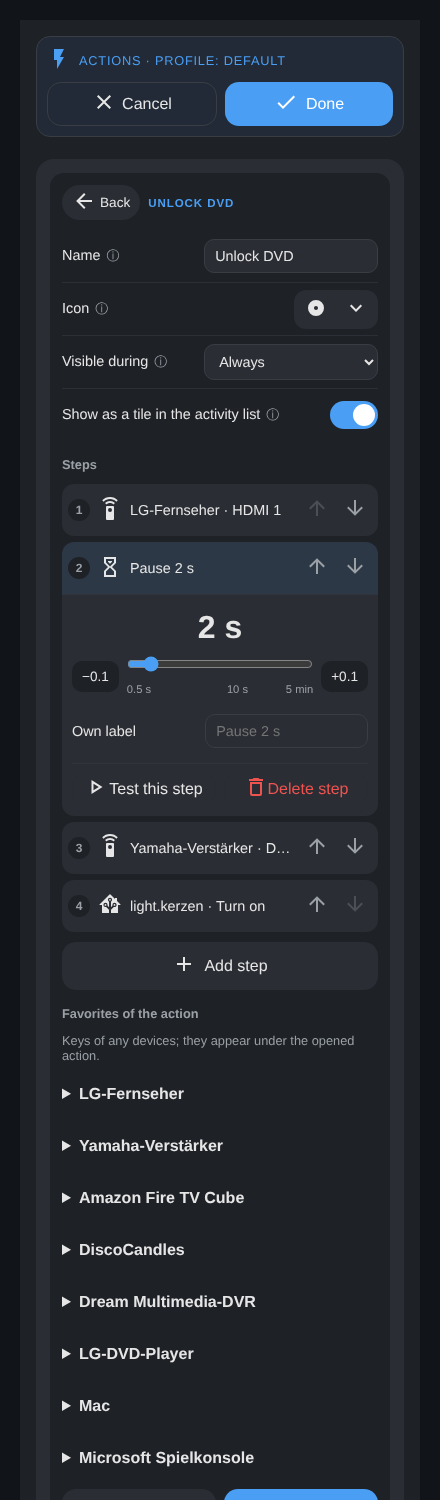 ACTIONS · PROFILE: DEFAULT
Cancel
Done
Back
UNLOCK DVD
Name ⓘ
Unlock DVD
Icon ⓘ
Visible during ⓘ
Always
Show as a tile in the activity list ⓘ
Steps
1
LG-Fernseher · HDMI 1
2
Pause 2 s
2 s
−0.1
+0.1
0.5 s
10 s
5 min
Own label
Pause 2 s
Test this step
Delete step
3
Yamaha-Verstärker · D…
4
light.kerzen · Turn on
Add step
Favorites of the action
Keys of any devices; they appear under the opened
action.
LG-Fernseher
Yamaha-Verstärker
Amazon Fire TV Cube
DiscoCandles
Dream Multimedia-DVR
LG-DVD-Player
Mac
Microsoft Spielkonsole